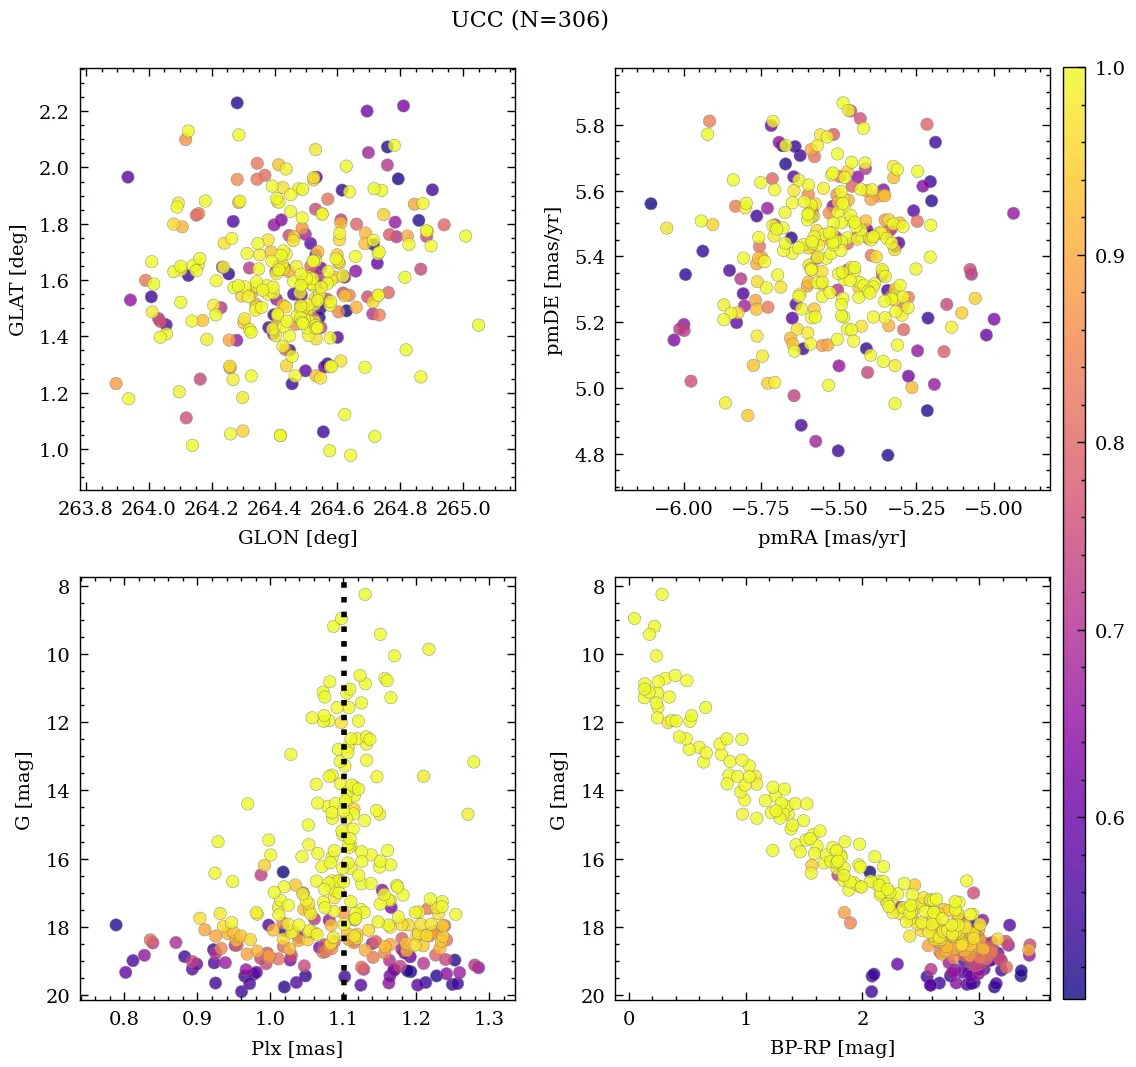 UCC (N=306)
2.2
2.0
1.8
1.6
1.4
1.2
1.0
GLAT [deg]
263.8 264.0 264.2 264.4 264.6 264.8 265.0
GLON [deg]
5.8
5.6
5.4
5.2
5.0
4.8
pmDE [mas/yr]
−6.00 −5.75 −5.50 −5.25 −5.00
pmRA [mas/yr]
1.0
0.9
0.8
0.7
0.6
8
10
12
14
16
18
20
G [mag]
0.8 0.9 1.0 1.1 1.2 1.3
Plx [mas]
8
10
12
14
16
18
20
G [mag]
0 1 2 3
BP-RP [mag]